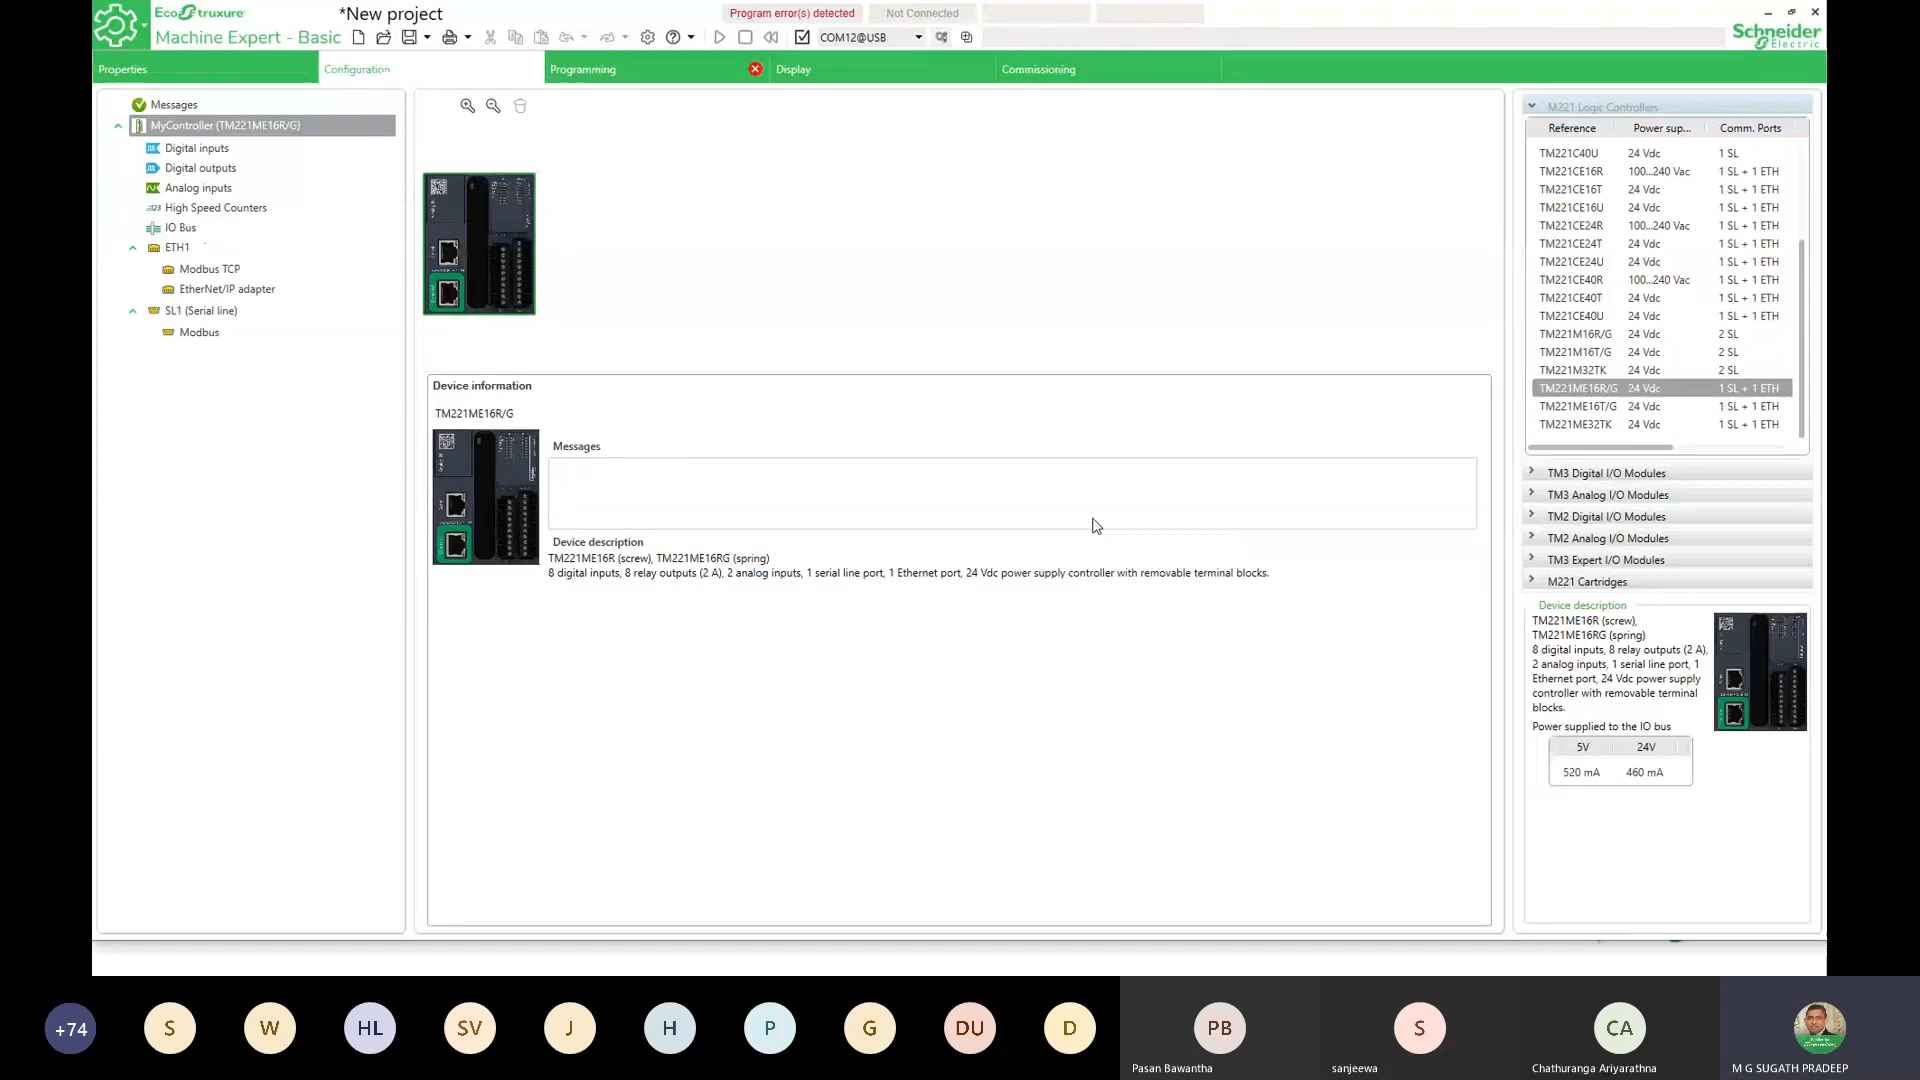 EcoStruxure
Machine Expert - Basic
*New project
Program error(s) detected
Not Connected
COM12@USB
Schneider
Electric
Properties
Configuration
Programming
Display
Commissioning
Messages
MyController (TM221ME16R/G)
Digital inputs
Digital outputs
Analog inputs
High Speed Counters
IO Bus
ETH1
Modbus TCP
EtherNet/IP adapter
SL1 (Serial line)
Modbus
Device information
TM221ME16R/G
Messages
Device description
TM221ME16R (screw), TM221ME16RG (spring)
8 digital inputs, 8 relay outputs (2 A), 2 analog inputs, 1 serial line port, 1 Ethernet port, 24 Vdc power supply controller with removable terminal blocks.
M221 Logic Controllers
Reference Power sup... Comm. Ports
TM221C40U 24 Vdc 1 SL
TM221CE16R 100...240 Vac 1 SL + 1 ETH
TM221CE16T 24 Vdc 1 SL + 1 ETH
TM221CE16U 24 Vdc 1 SL + 1 ETH
TM221CE24R 100...240 Vac 1 SL + 1 ETH
TM221CE24T 24 Vdc 1 SL + 1 ETH
TM221CE24U 24 Vdc 1 SL + 1 ETH
TM221CE40R 100...240 Vac 1 SL + 1 ETH
TM221CE40T 24 Vdc 1 SL + 1 ETH
TM221CE40U 24 Vdc 1 SL + 1 ETH
TM221M16R/G 24 Vdc 2 SL
TM221M16T/G 24 Vdc 2 SL
TM221M32TK 24 Vdc 2 SL
TM221ME16R/G 24 Vdc 1 SL + 1 ETH
TM221ME16T/G 24 Vdc 1 SL + 1 ETH
TM221ME32TK 24 Vdc 1 SL + 1 ETH
TM3 Digital I/O Modules
TM3 Analog I/O Modules
TM2 Digital I/O Modules
TM2 Analog I/O Modules
TM3 Expert I/O Modules
M221 Cartridges
Device description
TM221ME16R (screw),
TM221ME16RG (spring)
8 digital inputs, 8 relay outputs (2 A),
2 analog inputs, 1 serial line port, 1
Ethernet port, 24 Vdc power supply
controller with removable terminal
blocks.
Power supplied to the IO bus
5V 24V
520 mA 460 mA
+74
S
W
HL
SV
J
H
P
G
DU
D
PB
S
CA
Pasan Bawantha
sanjeewa
Chathuranga Ariyarathna
M G SUGATH PRADEEP